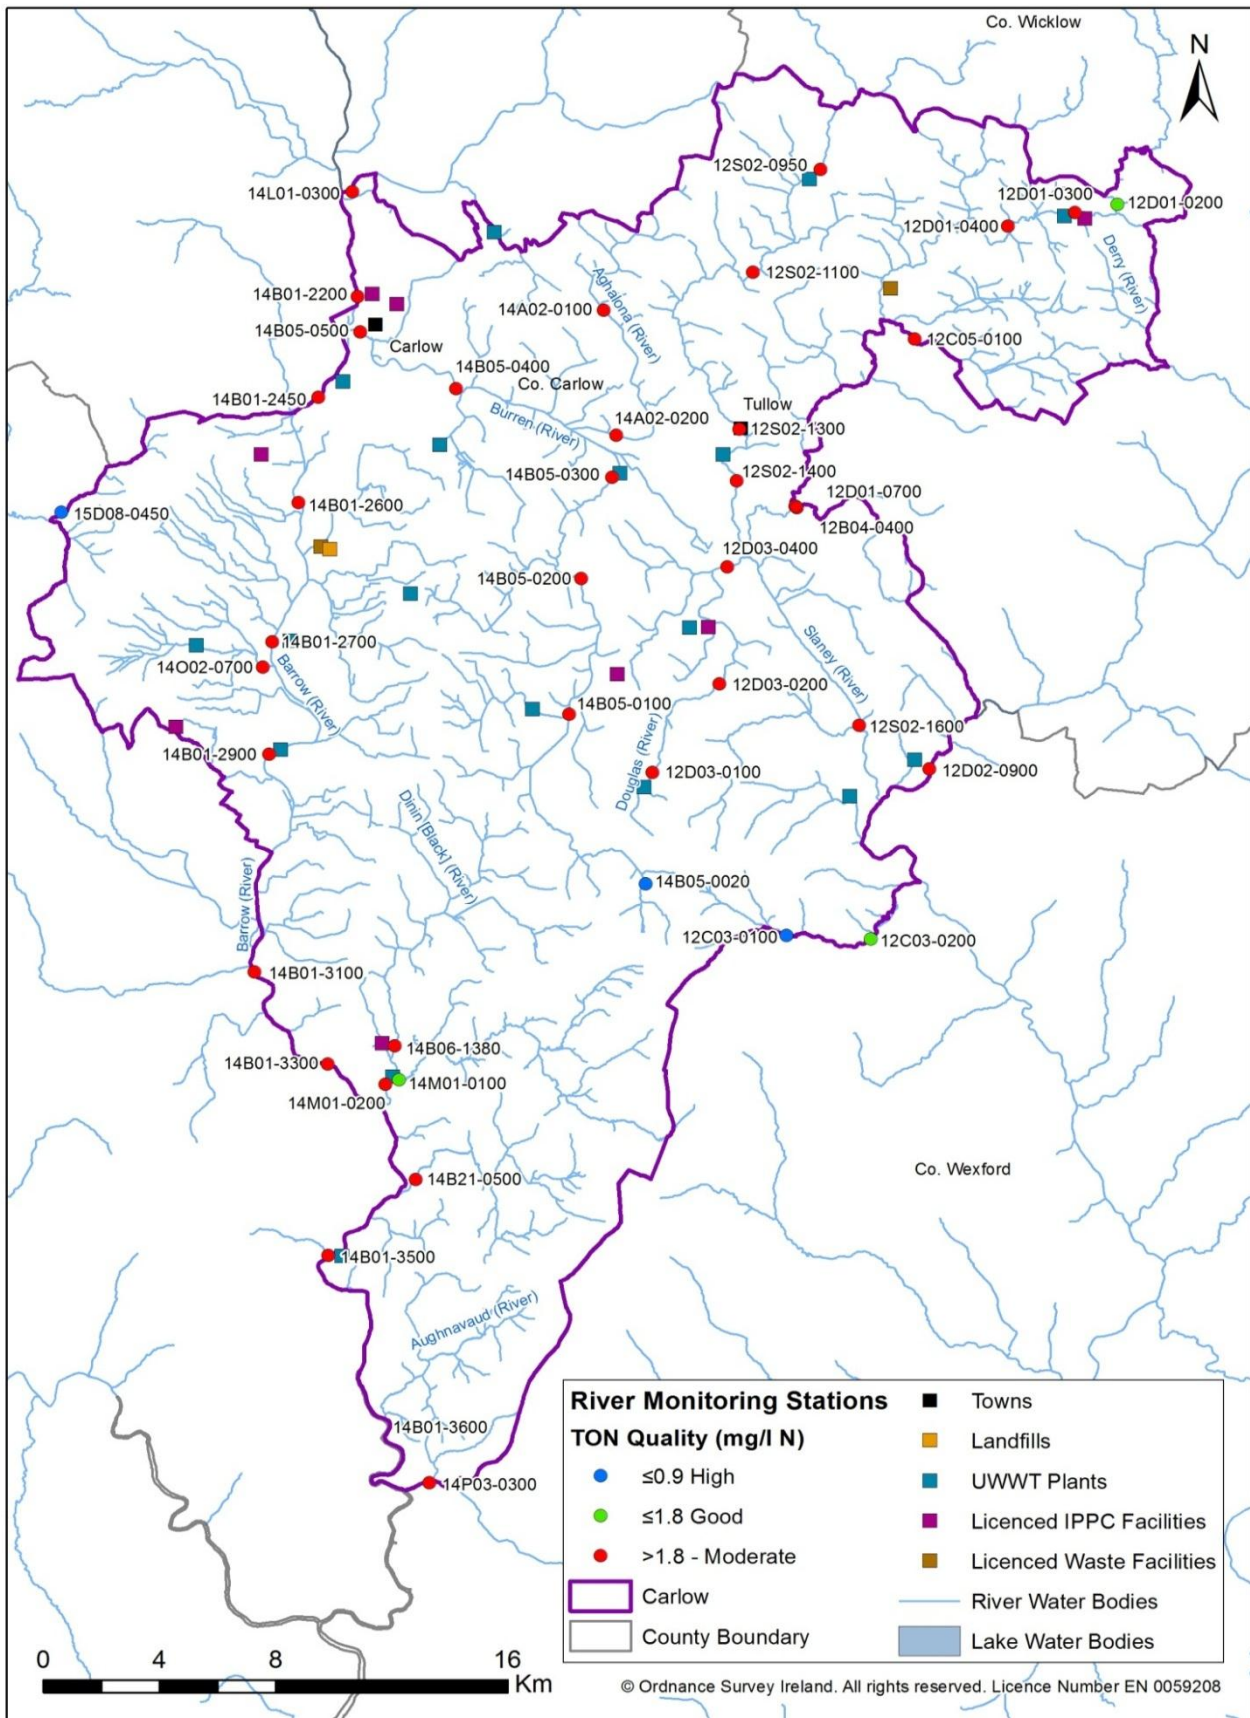 Co. Wicklow
N
12S02-0950
14L01-0300
12D01-0300
12D01-0200
12D01-0400
Derry (River)
12S02-1100
Aghalona (River)
14B01-2200
14A02-0100
14B05-0500
12C05-0100
Carlow
14B05-0400
Co. Carlow
14B01-2450
Tullow
Burren (River)
14A02-0200
12S02-1300
14B05-0300
12S02-1400
12D01-0700
14B01-2600
15D08-0450
12B04-0400
12D03-0400
14B05-0200
14B01-2700
Slaney (River)
14O02-0700
Barrow (River)
12D03-0200
14B05-0100
12S02-1600
Douglas (River)
14B01-2900
12D03-0100
12D02-0900
Dinin [Black] (River)
14B05-0020
Barrow (River)
12C03-0100
12C03-0200
14B01-3100
14B06-1380
14B01-3300
14M01-0100
14M01-0200
Co. Wexford
14B21-0500
14B01-3500
Aughnavaud (River)
14B01-3600
14P03-0300
River Monitoring Stations
TON Quality (mg/l N)
≤0.9 High
≤1.8 Good
>1.8 - Moderate
Carlow
County Boundary
Towns
Landfills
UWWT Plants
Licenced IPPC Facilities
Licenced Waste Facilities
River Water Bodies
Lake Water Bodies
0 4 8 16
Km
© Ordnance Survey Ireland. All rights reserved. Licence Number EN 0059208